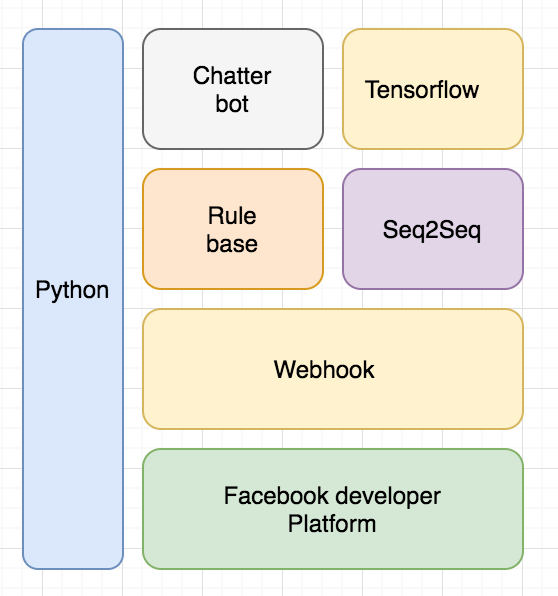 Chatter
bot
Tensorflow
Rule
base
Seq2Seq
Python
Webhook
Facebook developer
Platform